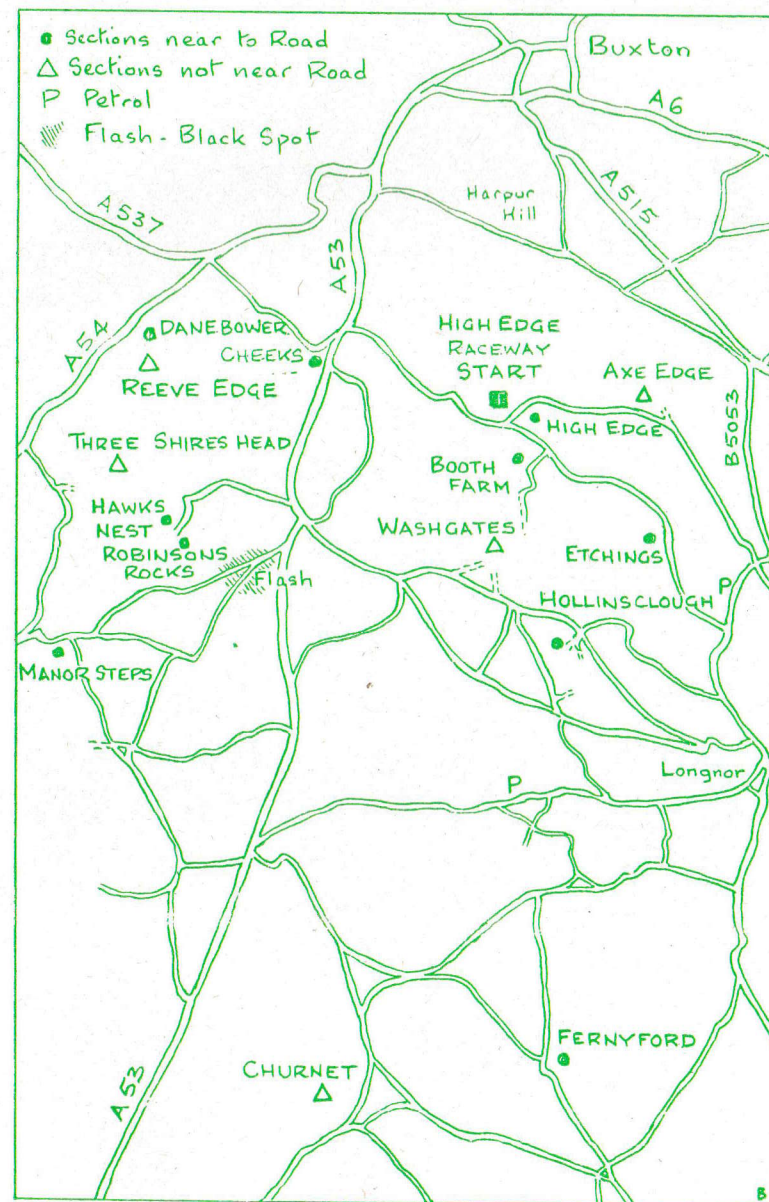 Sections near to Road
Sections not near Road
P Petrol
Flash - Black Spot
Buxton
A6
A537
A53
Harpur
Hill
A515
A54
DANEBOWER
CHEEKS
REEVE EDGE
HIGH EDGE
RACEWAY
START
AXE EDGE
HIGH EDGE
B5053
THREE SHIRES HEAD
BOOTH
FARM
HAWKS
NEST
ROBINSONS
ROCKS
WASHGATES
ETCHINGS
Flash
P
HOLLINSCLOUGH
MANOR STEPS
Longnor
P
FERNYFORD
CHURNET
A53
B